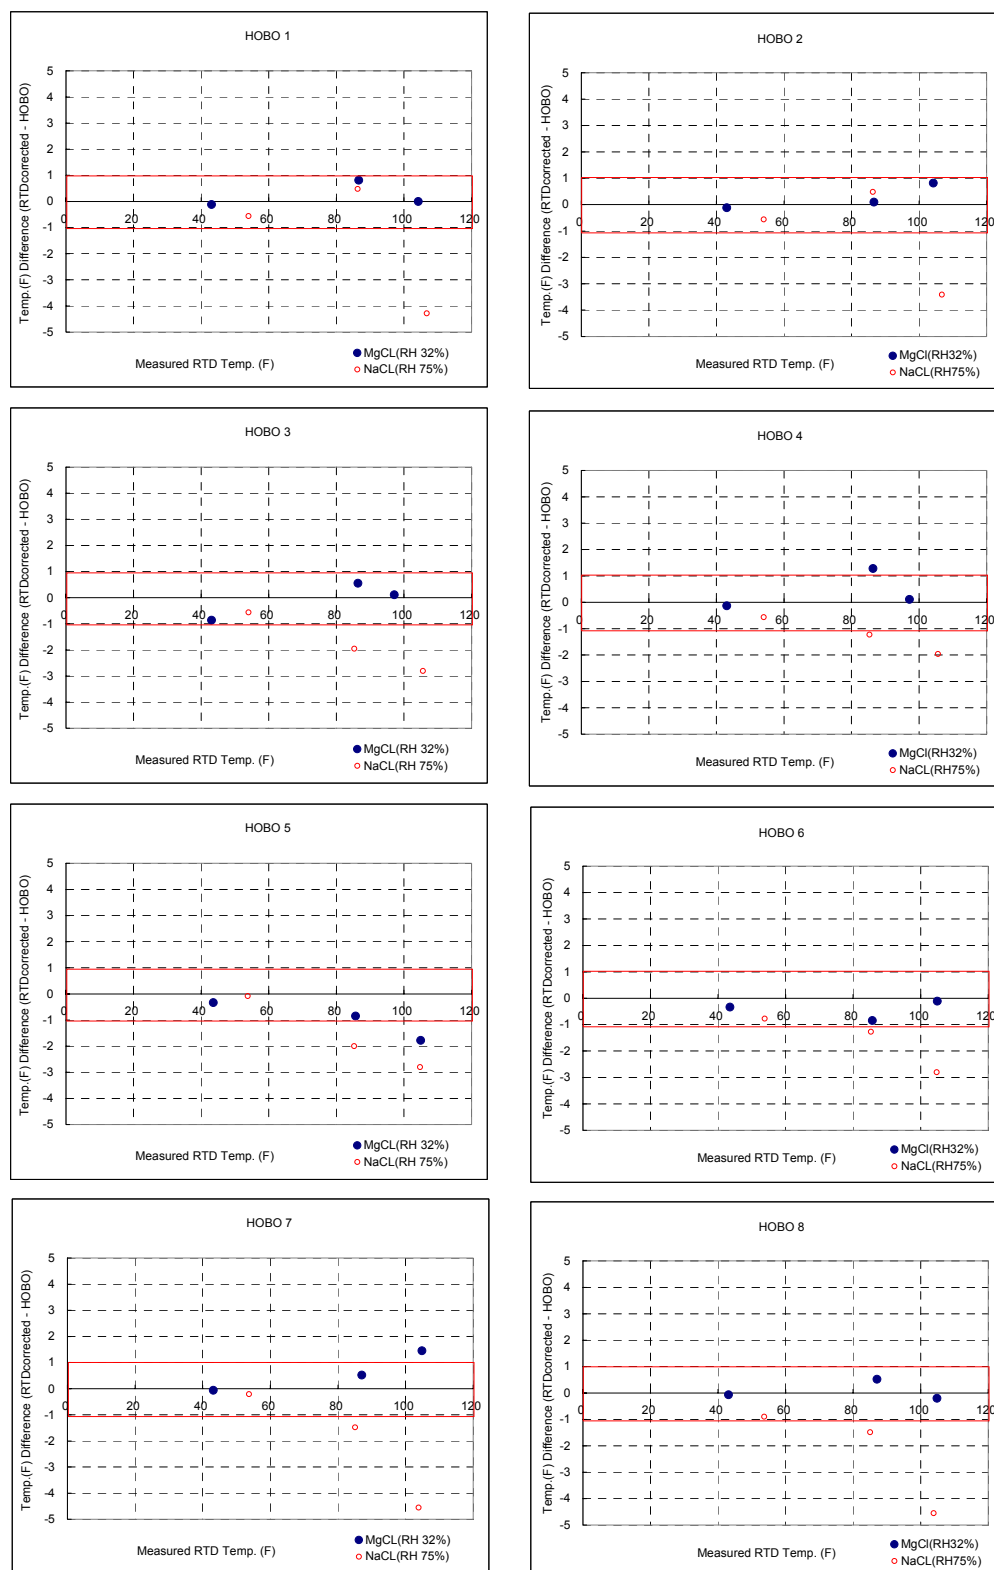 HOBO 1
Temp.(F) Difference (RTDcorrected - HOBO)
5
4
3
2
1
0
-1
-2
-3
-4
-5
0 20 40 60 80 100 120
Measured RTD Temp. (F)
MgCL(RH 32%)
NaCL(RH 75%)
HOBO 2
Temp.(F) Difference (RTDcorrected - HOBO)
5
4
3
2
1
0
-1
-2
-3
-4
-5
0 20 40 60 80 100 120
Measured RTD Temp. (F)
MgCl(RH32%)
NaCL(RH75%)
HOBO 3
Temp.(F) Difference (RTDcorrected - HOBO)
5
4
3
2
1
0
-1
-2
-3
-4
-5
0 20 40 60 80 100 120
Measured RTD Temp. (F)
MgCL(RH 32%)
NaCL(RH 75%)
HOBO 4
Temp.(F) Difference (RTDcorrected - HOBO)
5
4
3
2
1
0
-1
-2
-3
-4
-5
0 20 40 60 80 100 120
Measured RTD Temp. (F)
MgCl(RH32%)
NaCL(RH75%)
HOBO 5
Temp.(F) Difference (RTDcorrected - HOBO)
5
4
3
2
1
0
-1
-2
-3
-4
-5
0 20 40 60 80 100 120
Measured RTD Temp. (F)
MgCL(RH 32%)
NaCL(RH 75%)
HOBO 6
Temp.(F) Difference (RTDcorrected - HOBO)
5
4
3
2
1
0
-1
-2
-3
-4
-5
0 20 40 60 80 100 120
Measured RTD Temp. (F)
MgCl(RH32%)
NaCL(RH75%)
HOBO 7
Temp.(F) Difference (RTDcorrected - HOBO)
5
4
3
2
1
0
-1
-2
-3
-4
-5
0 20 40 60 80 100 120
Measured RTD Temp. (F)
MgCL(RH 32%)
NaCL(RH 75%)
HOBO 8
Temp.(F) Difference (RTDcorrected - HOBO)
5
4
3
2
1
0
-1
-2
-3
-4
-5
0 20 40 60 80 100 120
Measured RTD Temp. (F)
MgCl(RH32%)
NaCL(RH75%)